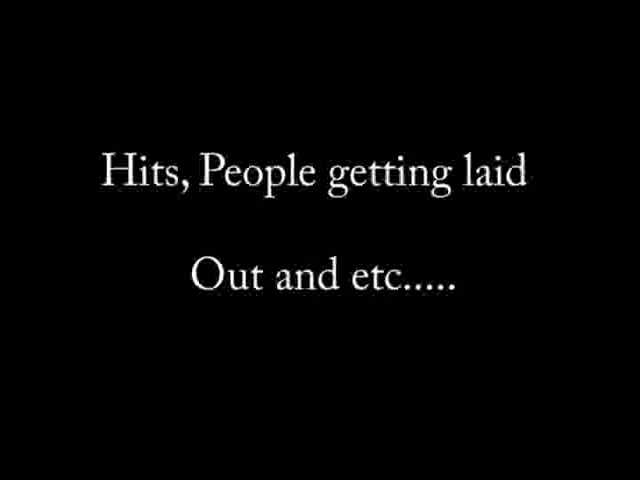 Hits, People getting laid
Out and etc.....